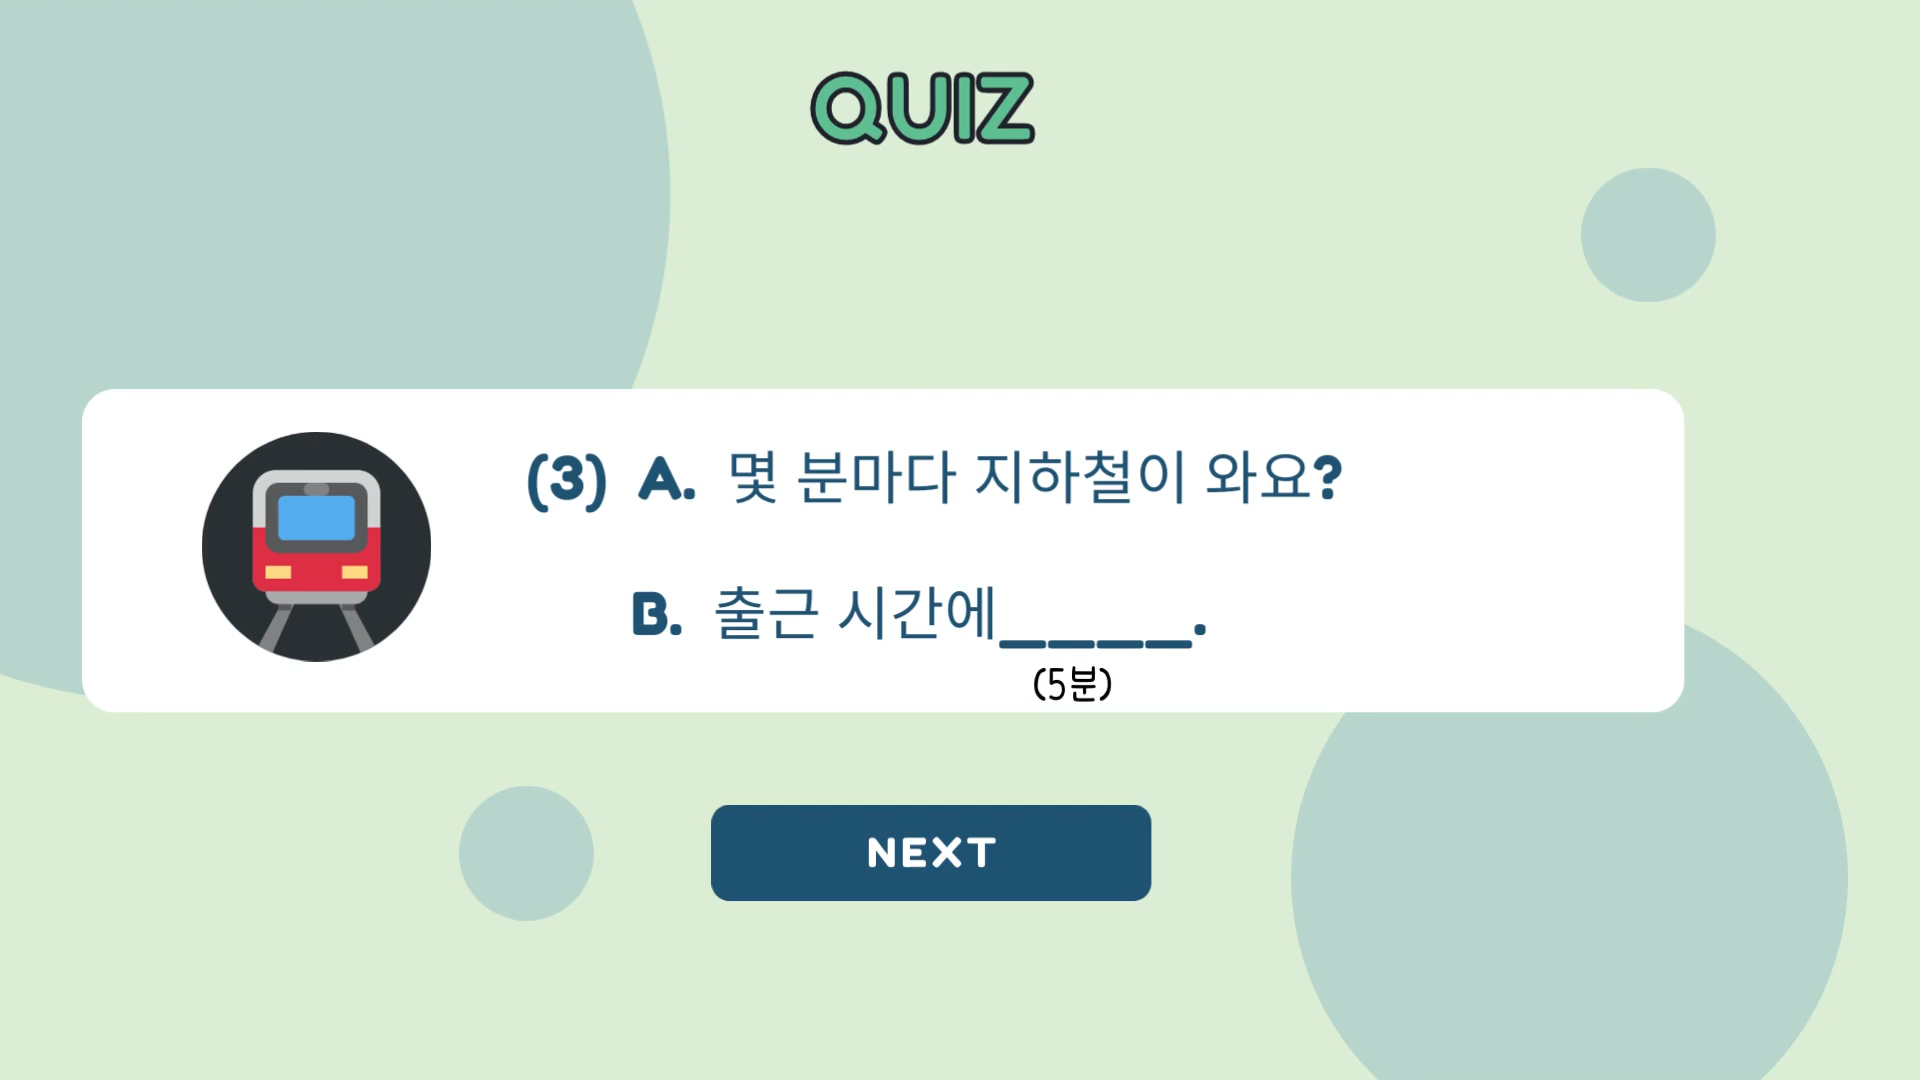 QUIZ
(3) A. 몇 분마다 지하철이 와요?
B. 출근 시간에____.
(5분)
NEXT